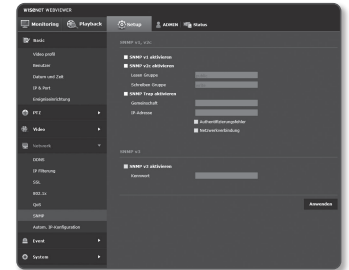 WISENET WEBVIEWER
Monitoring Playback Setup ADMIN Status
Basic
Video profil
Benutzer
Datum und Zeit
IP & Port
Ereigniseinrichtung
PTZ
Video
Network
DDNS
IP Filterung
SSL
802.1x
QoS
SNMP
Autom. IP-Konfiguration
Event
System
SNMP v1, v2c
SNMP v1 aktivieren
SNMP v2c aktivieren
Lesen Gruppe
Schreiben Gruppe
SNMP Trap aktivieren
Gemeinschaft
IP-Adresse
Authentifizierungsfehler
Netzwerkverbindung
SNMP v3
SNMP v3 aktivieren
Kennwort
Anwenden